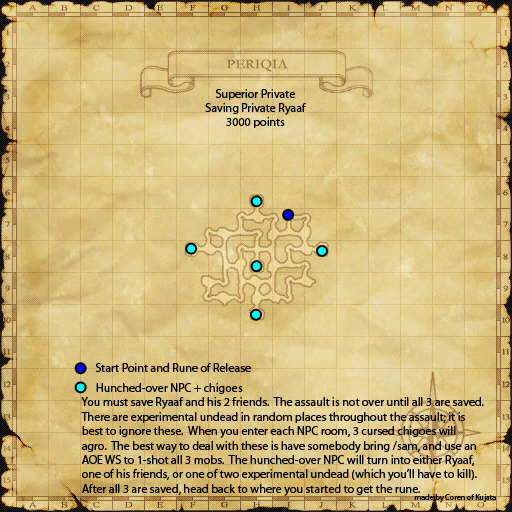 A B C D E F G H I J K L M N O
PERIQIA
Superior Private
Saving Private Ryaaf
3000 points
Start Point and Rune of Release
Hunched-over NPC + chigoes
You must save Ryaaf and his 2 friends. The assault is not over until all 3 are saved.
There are experimental undead in random places throughout the assault; it is
best to ignore these. When you enter each NPC room, 3 cursed chigoes will
agro. The best way to deal with these is have somebody bring /sam, and use an
AOE WS to 1-shot all 3 mobs. The hunched-over NPC will turn into either Ryaaf,
one of his friends, or one of two experimental undead (which you'll have to kill).
After all 3 are saved, head back to where you started to get the rune.
made by Coren of Kujata